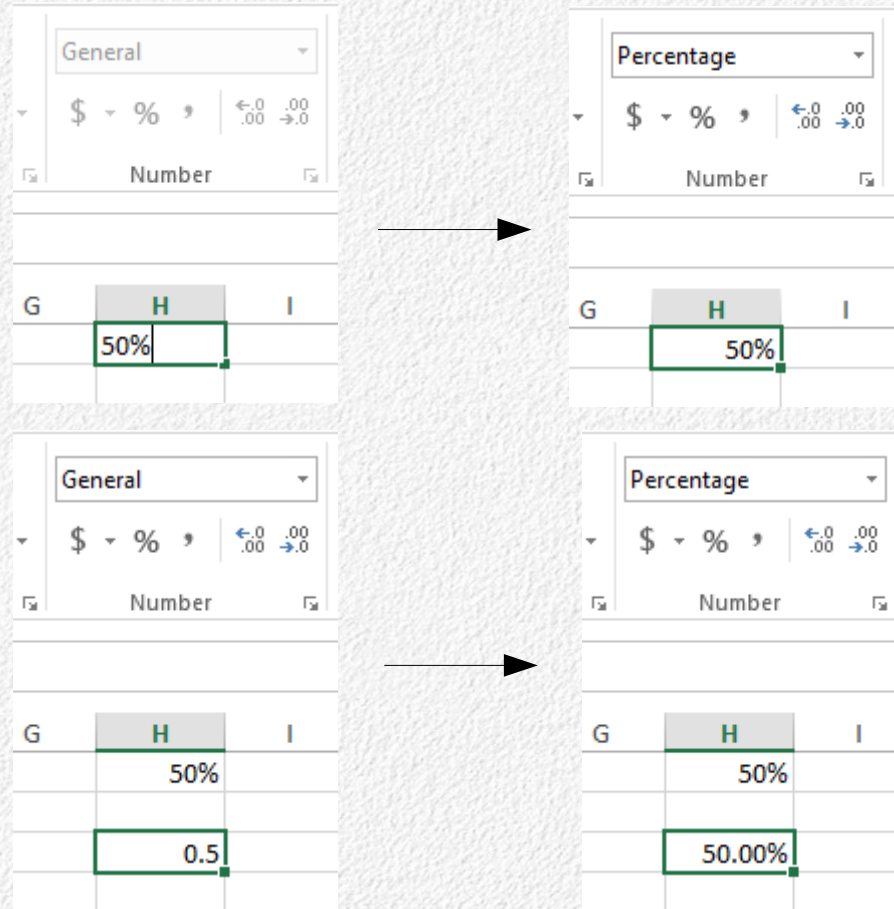 General
$ % , ←.0 .00 .00 →.0
Number
G H I
50%
Percentage
$ % , ←.0 .00 .00 →.0
Number
G H I
50%
General
$ % , ←.0 .00 .00 →.0
Number
G H I
50%
0.5
Percentage
$ % , ←.0 .00 .00 →.0
Number
G H I
50%
50.00%